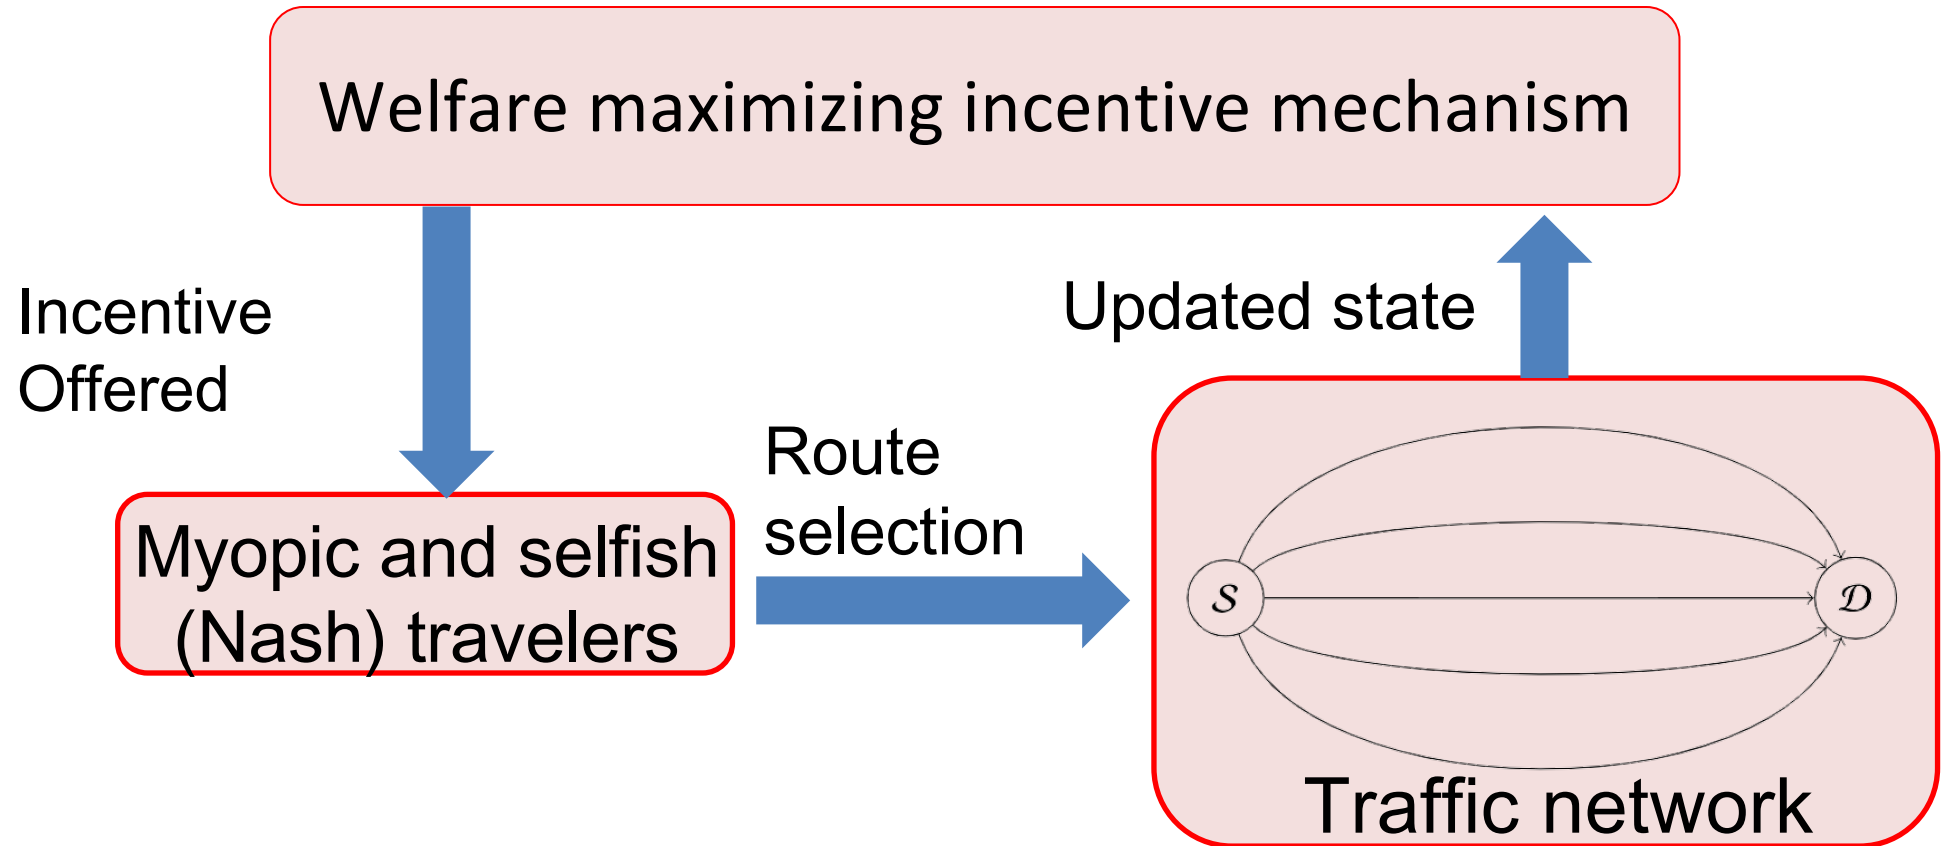 Welfare maximizing incentive mechanism
Incentive
Offered
Updated state
Route
selection
Myopic and selfish
(Nash) travelers
S
D
Traffic network